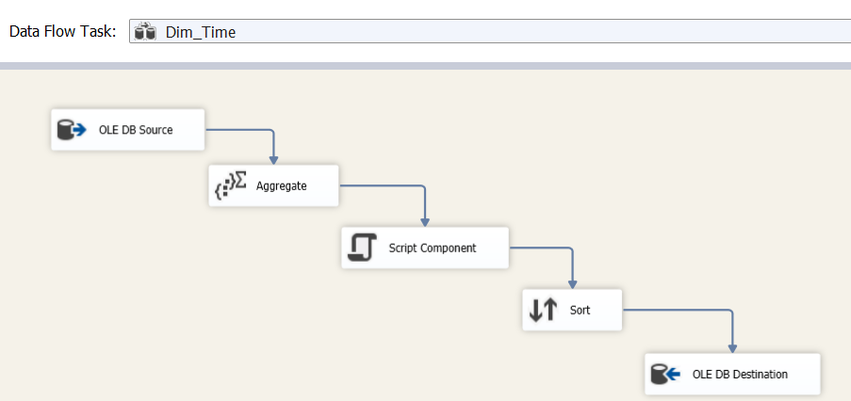 Data Flow Task: Dim_Time
OLE DB Source
Aggregate
Script Component
Sort
OLE DB Destination